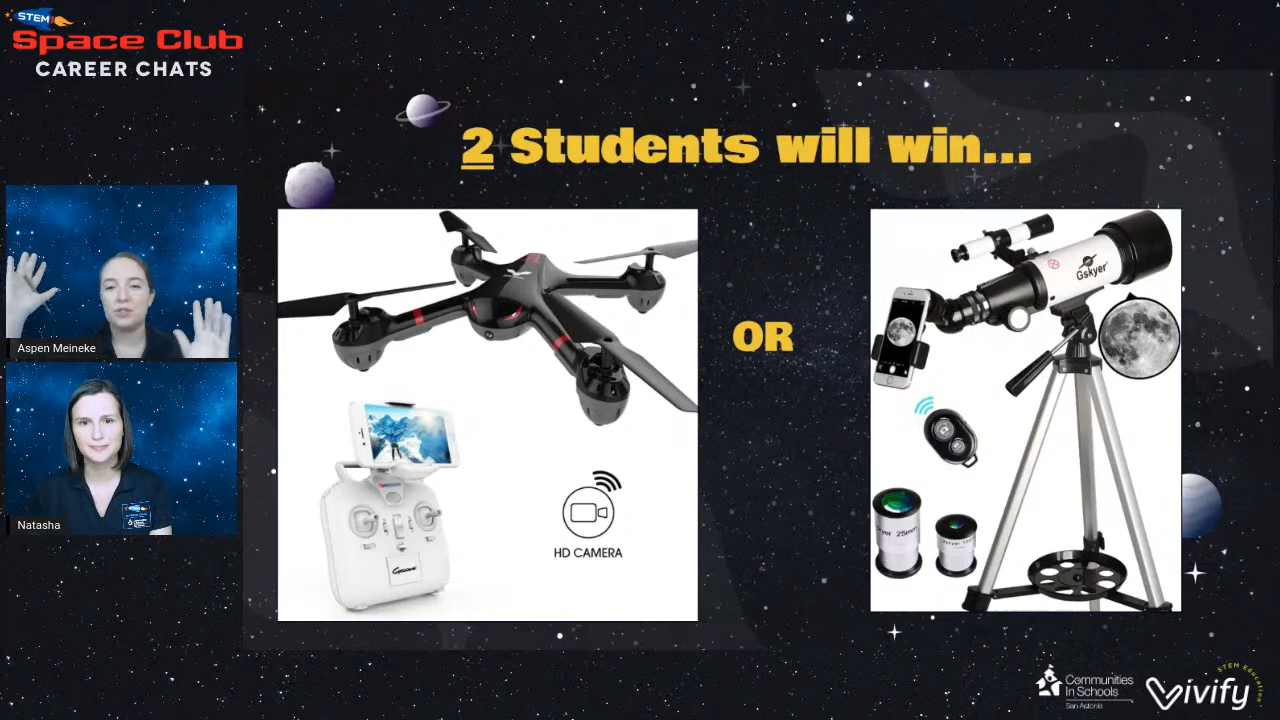 STEM
Space Club
CAREER CHATS
2 Students will win...
Aspen Meineke
Natasha
OR
HD CAMERA
Gskyer
25mm
Communities
In Schools
San Antonio
Vivify
STEM Education